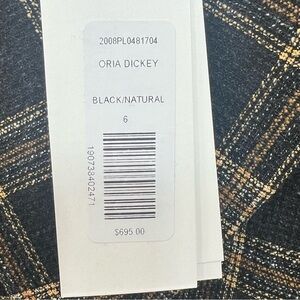 2008PL0481704
ORIA DICKEY
BLACK/NATURAL
6
190738402471
$695.00